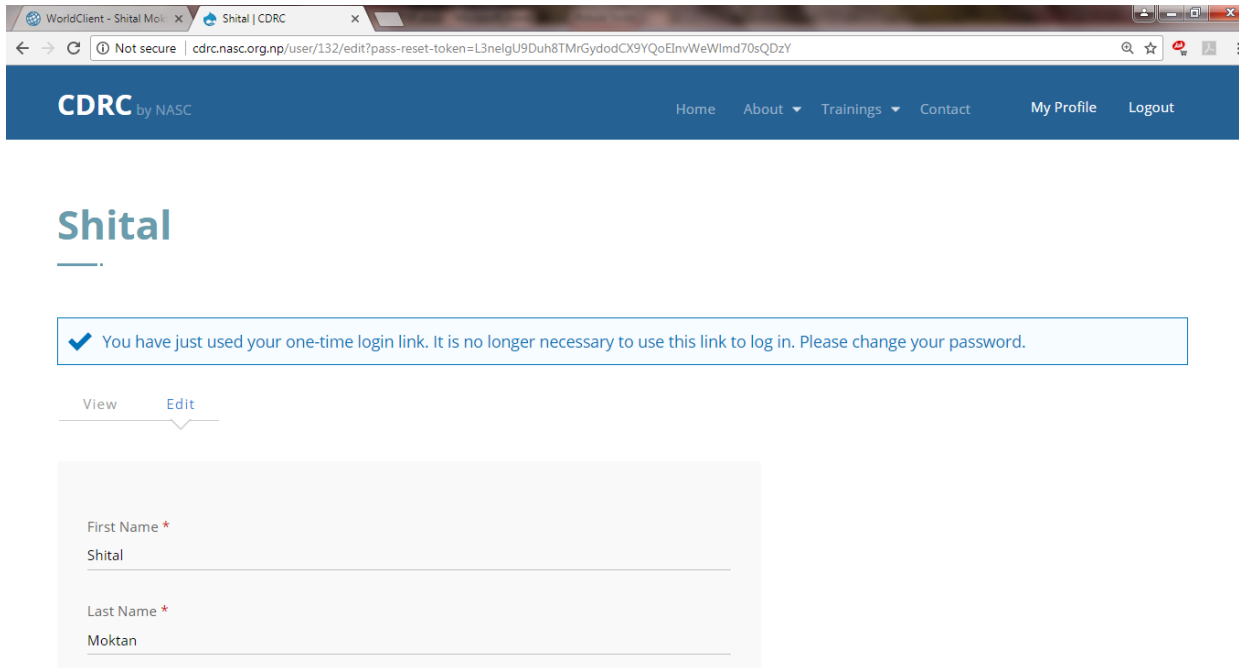 WorldClient - Shital Mok
Shital | CDRC
Not secure | cdrc.nasc.org.np/user/132/edit?pass-reset-token=L3nelgU9Duh8TMrGydodCX9YQoEInvWeWlmd70sQDzY
CDRC by NASC
Home About Trainings Contact My Profile Logout
Shital
You have just used your one-time login link. It is no longer necessary to use this link to log in. Please change your password.
View Edit
First Name *
Shital
Last Name *
Moktan